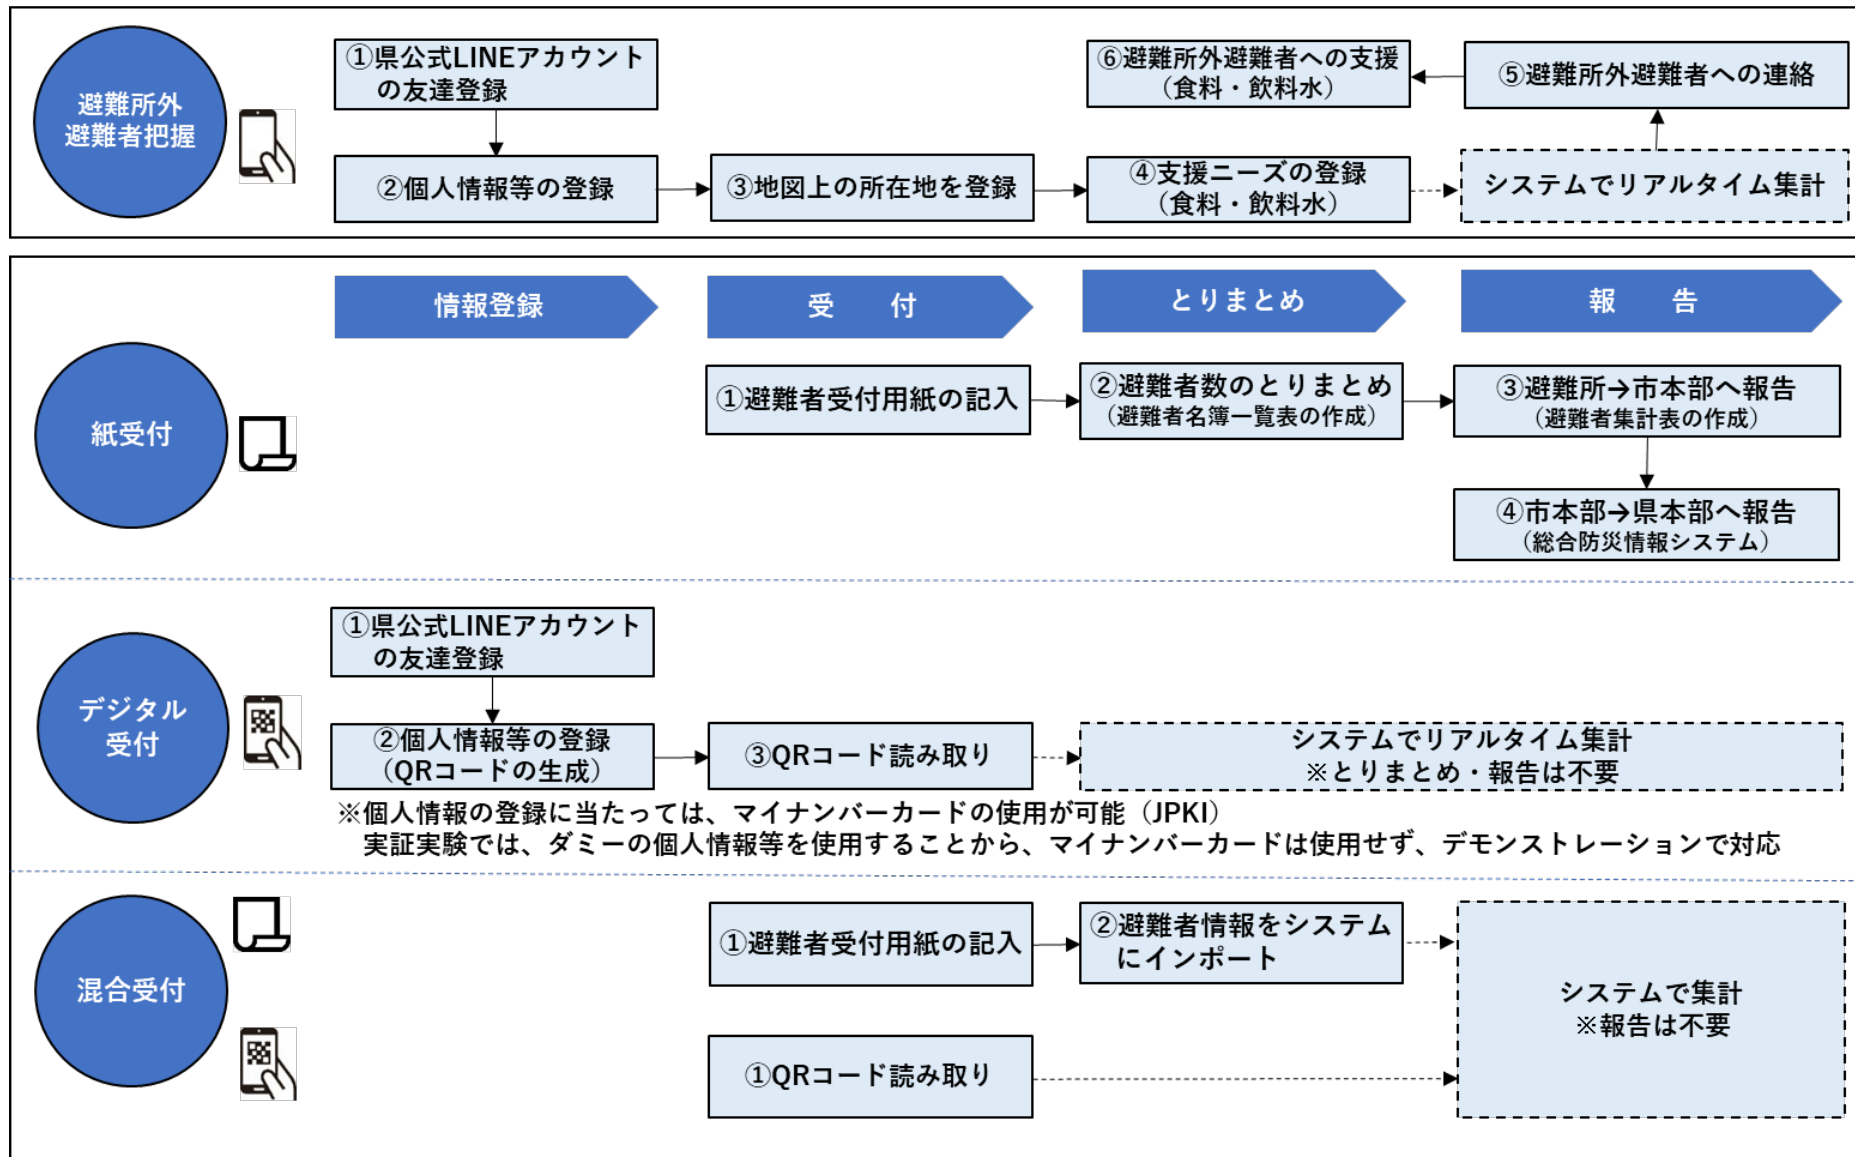 避難所外
避難者把握
①県公式LINEアカウント
の友達登録
②個人情報等の登録
③地図上の所在地を登録
④支援ニーズの登録
（食料・飲料水）
システムでリアルタイム集計
⑤避難所外避難者への連絡
⑥避難所外避難者への支援
（食料・飲料水）
情報登録
受　付
とりまとめ
報　告
紙受付
①避難者受付用紙の記入
②避難者数のとりまとめ
（避難者名簿一覧表の作成）
③避難所→市本部へ報告
（避難者集計表の作成）
④市本部→県本部へ報告
（総合防災情報システム）
デジタル
受付
①県公式LINEアカウント
の友達登録
②個人情報等の登録
（QRコードの生成）
③QRコード読み取り
システムでリアルタイム集計
※とりまとめ・報告は不要
※個人情報の登録に当たっては、マイナンバーカードの使用が可能（JPKI）
実証実験では、ダミーの個人情報等を使用することから、マイナンバーカードは使用せず、デモンストレーションで対応
混合受付
①避難者受付用紙の記入
②避難者情報をシステム
にインポート
①QRコード読み取り
システムで集計
※報告は不要